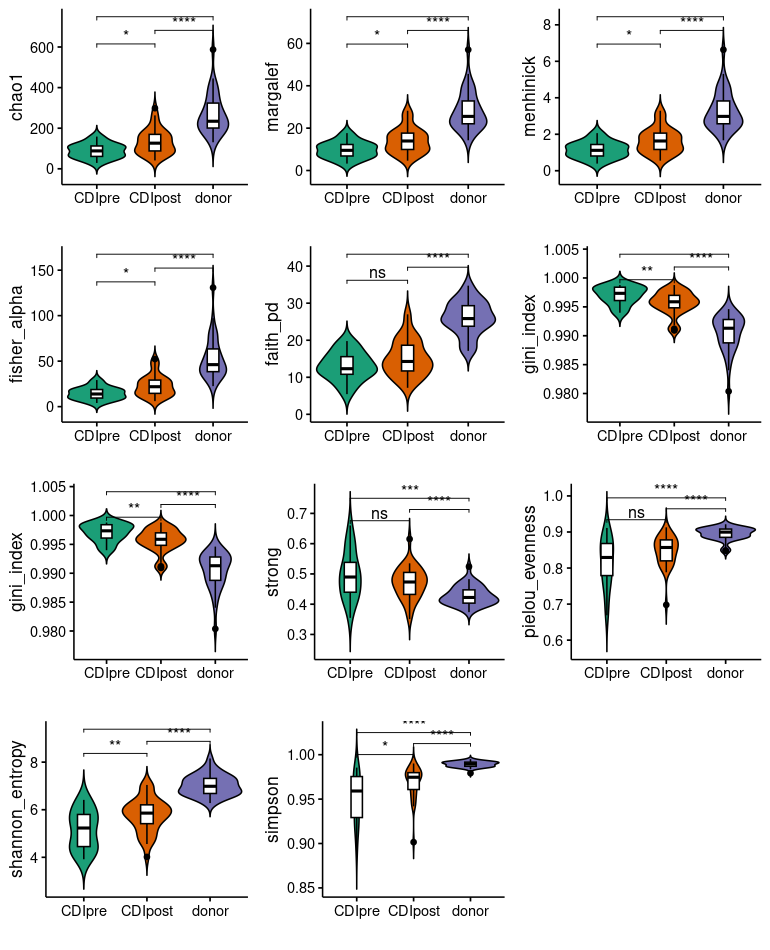 chao1
600
400
200
0
*
****
CDIpre CDIpost donor
margalef
60
40
20
0
*
****
CDIpre CDIpost donor
menhinick
8
6
4
2
0
*
****
CDIpre CDIpost donor
fisher_alpha
150
100
50
0
*
****
CDIpre CDIpost donor
faith_pd
40
30
20
10
0
ns
****
CDIpre CDIpost donor
gini_index
1.005
1.000
0.995
0.990
0.985
0.980
**
****
CDIpre CDIpost donor
gini_index
1.005
1.000
0.995
0.990
0.985
0.980
**
****
CDIpre CDIpost donor
strong
0.7
0.6
0.5
0.4
0.3
***
ns
****
CDIpre CDIpost donor
pielou_evenness
1.0
0.9
0.8
0.7
0.6
****
ns
****
CDIpre CDIpost donor
shannon_entropy
8
6
4
**
****
CDIpre CDIpost donor
simpson
1.00
0.95
0.90
0.85
****
*
****
CDIpre CDIpost donor